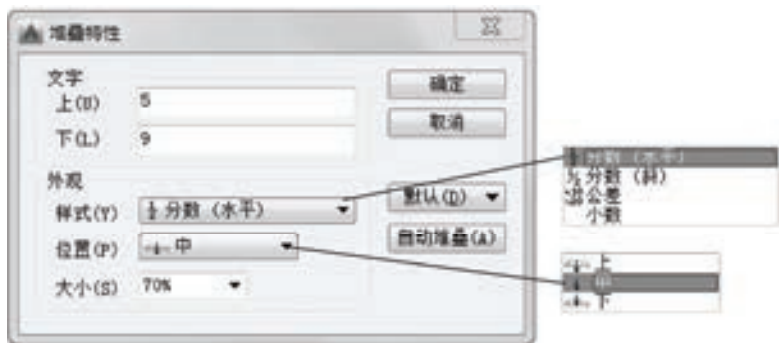 堆叠特性
文字
上(U) 5
下(L) 9
确定
取消
外观
样式(Y) 分数 (水平)
位置(P) 中
大小(S) 70%
默认(D)
自动堆叠(A)
分数 (水平)
分数 (斜)
公差
小数
上
中
下